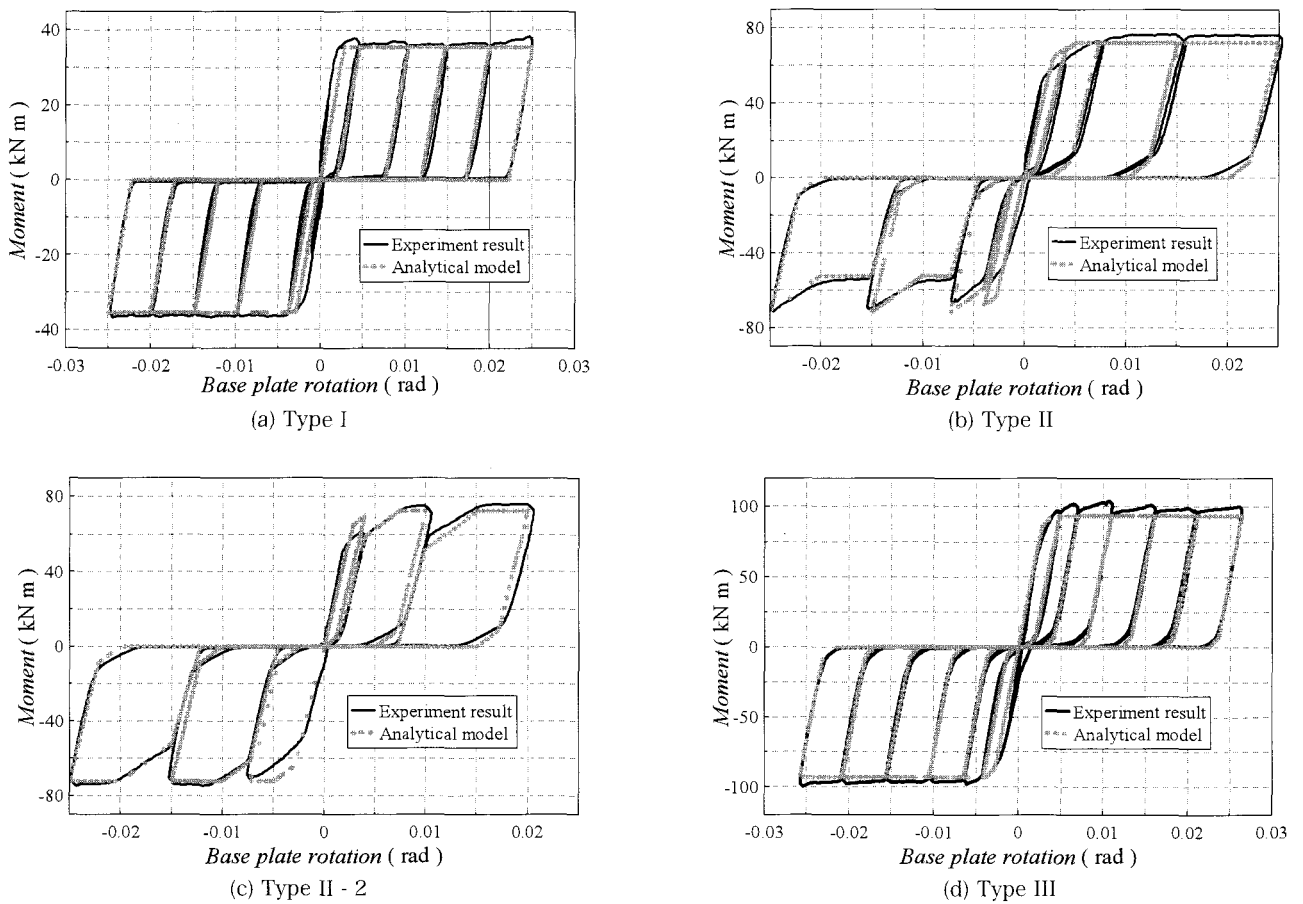 40
20
0
-20
-40
Moment ( kN m )
Experiment result
Analytical model
-0.03 -0.02 -0.01 0 0.01 0.02 0.03
Base plate rotation ( rad )
(a) Type I
80
40
0
-40
-80
Moment ( kN m )
Experiment result
Analytical model
-0.02 -0.01 0 0.01 0.02
Base plate rotation ( rad )
(b) Type II
80
40
0
-40
-80
Moment ( kN m )
Experiment result
Analytical model
-0.02 -0.01 0 0.01 0.02
Base plate rotation ( rad )
(c) Type II - 2
100
50
0
-50
-100
Moment ( kN m )
Experiment result
Analytical model
-0.03 -0.02 -0.01 0 0.01 0.02 0.03
Base plate rotation ( rad )
(d) Type III